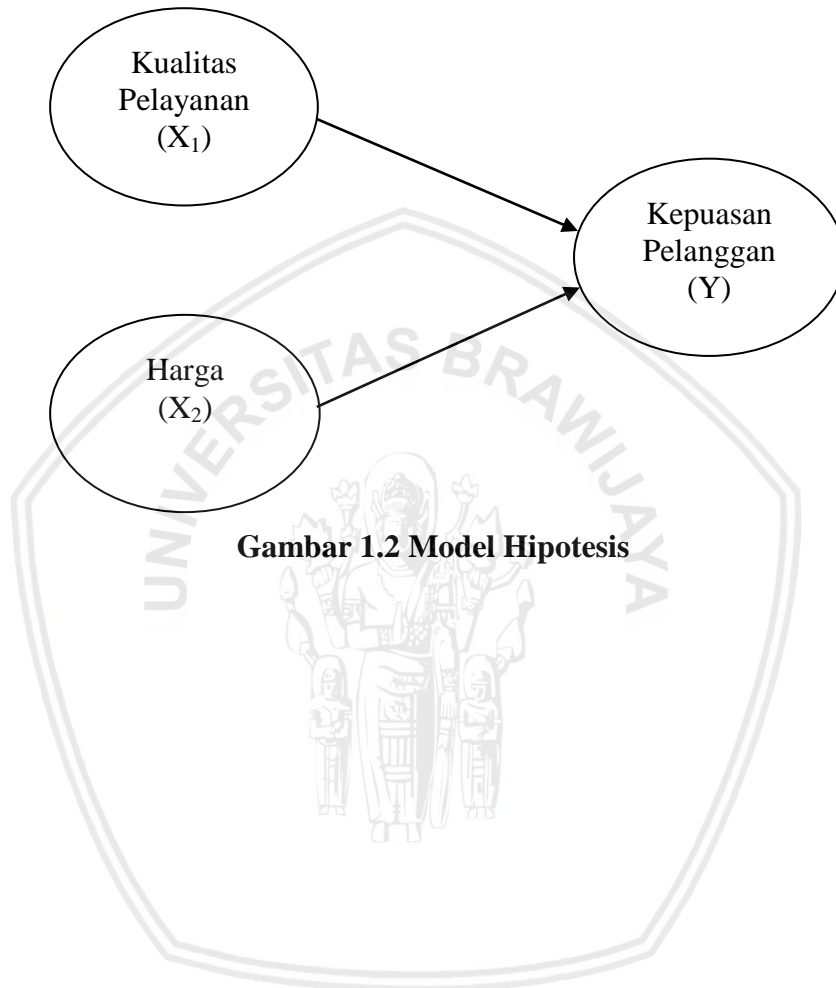 Kualitas
Pelayanan
(X₁)
Kepuasan
Pelanggan
(Y)
Harga
(X₂)
UNIVERSITAS BRAWIJAYA
Gambar 1.2 Model Hipotesis